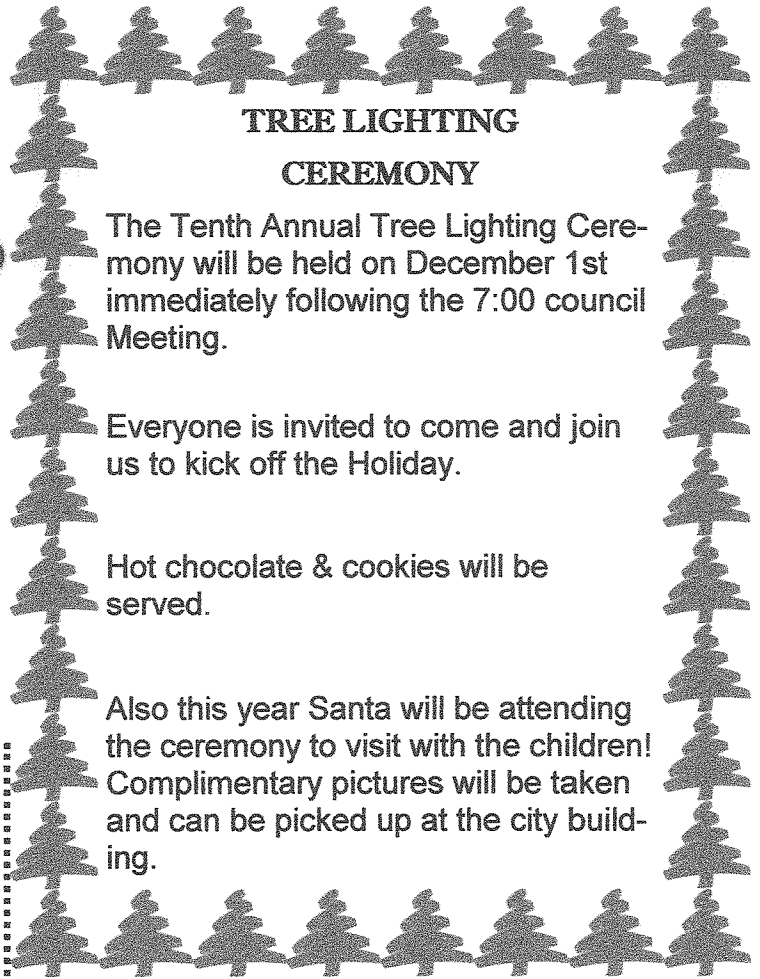 TREE LIGHTING
CEREMONY
The Tenth Annual Tree Lighting Cere-
mony will be held on December 1st
immediately following the 7:00 council
Meeting.
Everyone is invited to come and join
us to kick off the Holiday.
Hot chocolate & cookies will be
served.
Also this year Santa will be attending
the ceremony to visit with the children!
Complimentary pictures will be taken
and can be picked up at the city build-
ing.